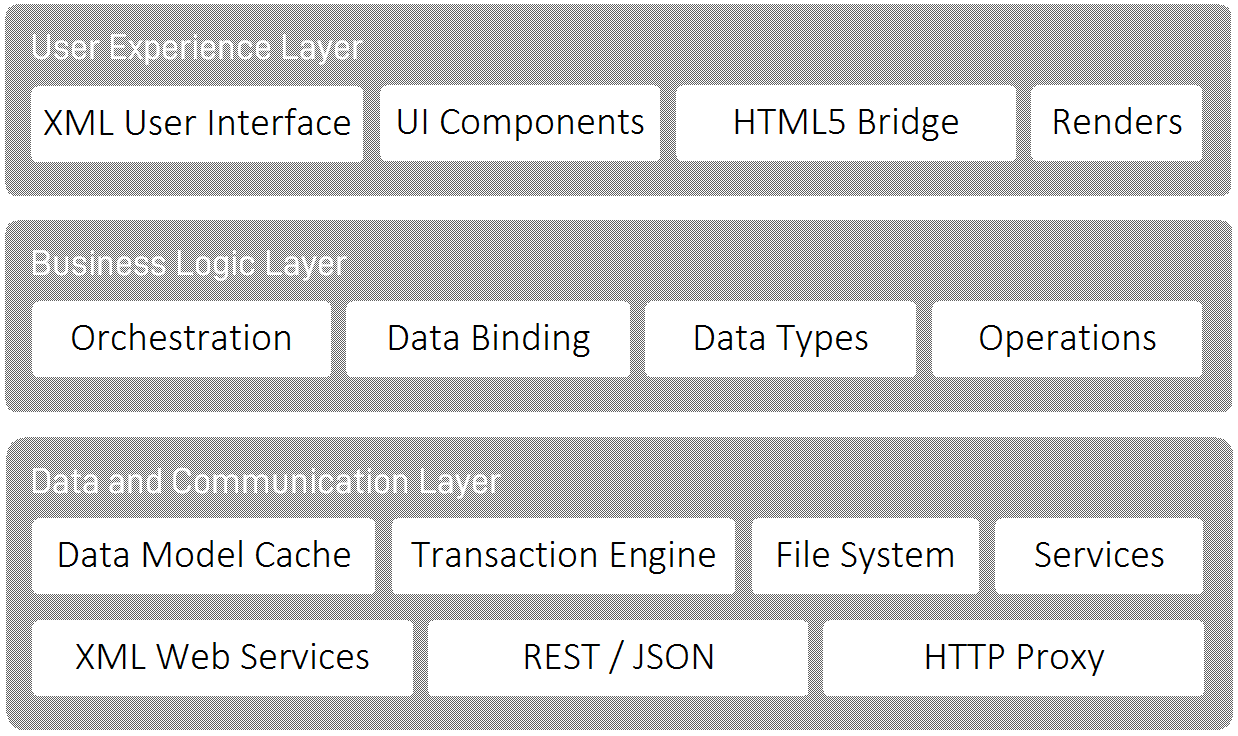 User Experience Layer
XML User Interface UI Components HTML5 Bridge Renders
Business Logic Layer
Orchestration Data Binding Data Types Operations
Data and Communication Layer
Data Model Cache Transaction Engine File System Services
XML Web Services REST / JSON HTTP Proxy